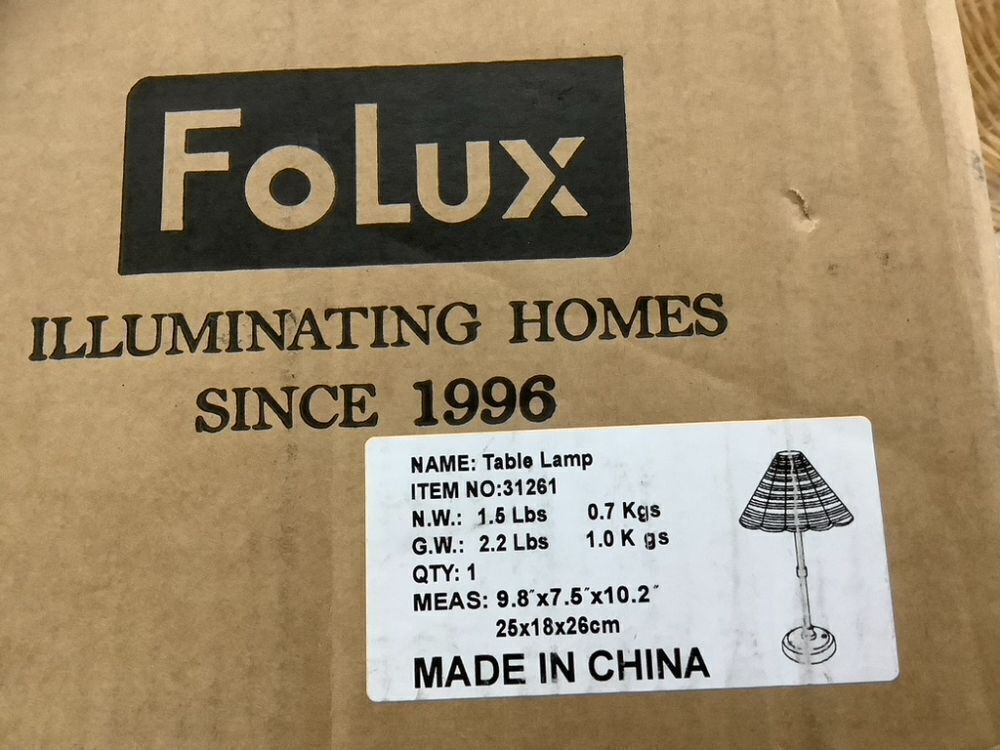 FoLux
ILLUMINATING HOMES
SINCE 1996
NAME: Table Lamp
ITEM NO:31261
N.W.: 1.5 Lbs 0.7 Kgs
G.W.: 2.2 Lbs 1.0 K gs
QTY: 1
MEAS: 9.8″x7.5″x10.2″
25x18x26cm
MADE IN CHINA